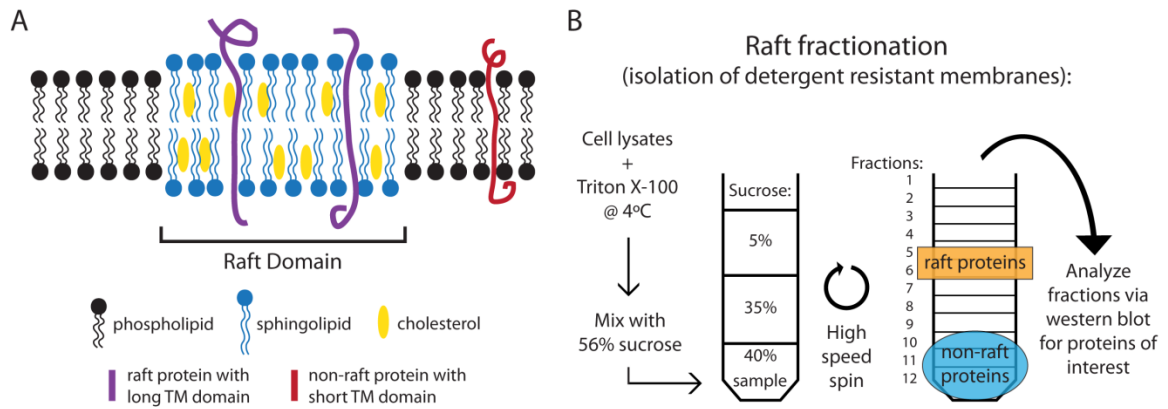 A
Raft Domain
phospholipid
sphingolipid
cholesterol
raft protein with
long TM domain
non-raft protein with
short TM domain
B
Raft fractionation
(isolation of detergent resistant membranes):
Cell lysates
+
Triton X-100
@ 4ºC
Mix with
56% sucrose
Sucrose:
5%
35%
40%
sample
High
speed
spin
Fractions:
1
2
3
4
5
6
7
8
9
10
11
12
raft proteins
non-raft
proteins
Analyze
fractions via
western blot
for proteins of
interest